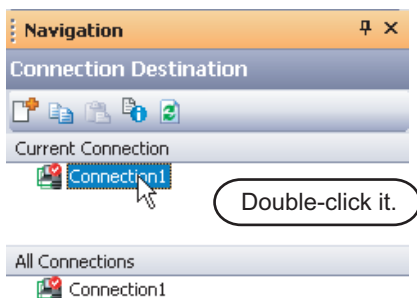 Navigation
Connection Destination
Current Connection
Connection1
Double-click it.
All Connections
Connection1